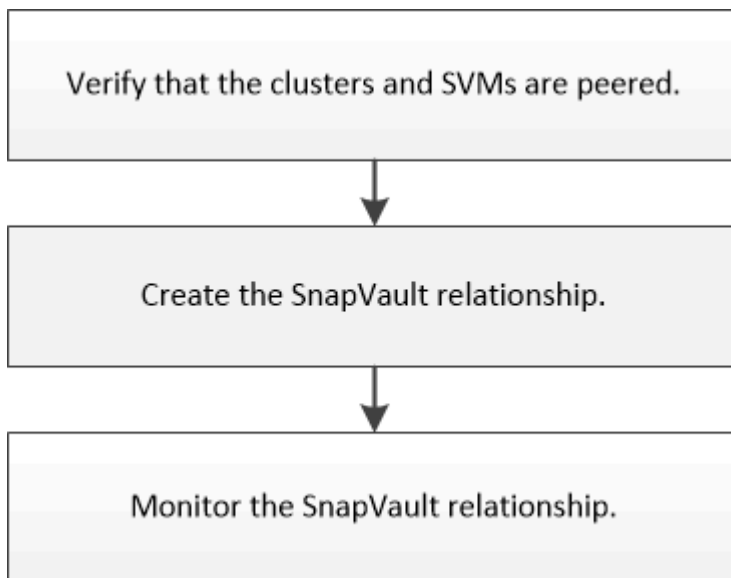 Verify that the clusters and SVMs are peered.
Create the SnapVault relationship.
Monitor the SnapVault relationship.